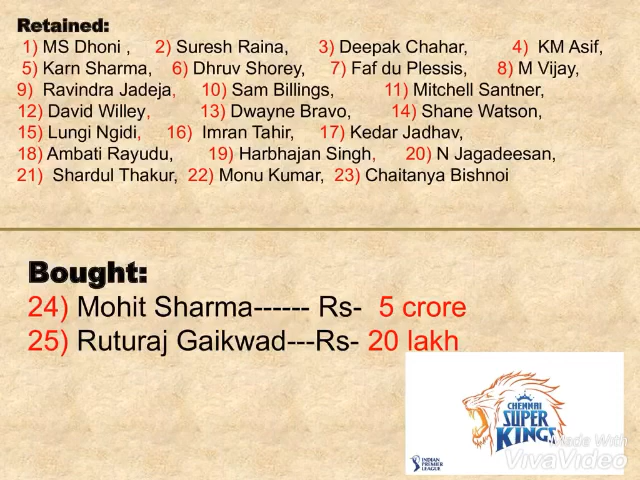 Retained:
1) MS Dhoni , 2) Suresh Raina, 3) Deepak Chahar, 4) KM Asif,
5) Karn Sharma, 6) Dhruv Shorey, 7) Faf du Plessis, 8) M Vijay,
9) Ravindra Jadeja, 10) Sam Billings, 11) Mitchell Santner,
12) David Willey, 13) Dwayne Bravo, 14) Shane Watson,
15) Lungi Ngidi, 16) Imran Tahir, 17) Kedar Jadhav,
18) Ambati Rayudu, 19) Harbhajan Singh, 20) N Jagadeesan,
21) Shardul Thakur, 22) Monu Kumar, 23) Chaitanya Bishnoi
Bought:
24) Mohit Sharma------ Rs- 5 crore
25) Ruturaj Gaikwad---Rs- 20 lakh
CHENNAI
SUPER
KINGS
INDIAN
PREMIER
LEAGUE
Made With
VivaVideo